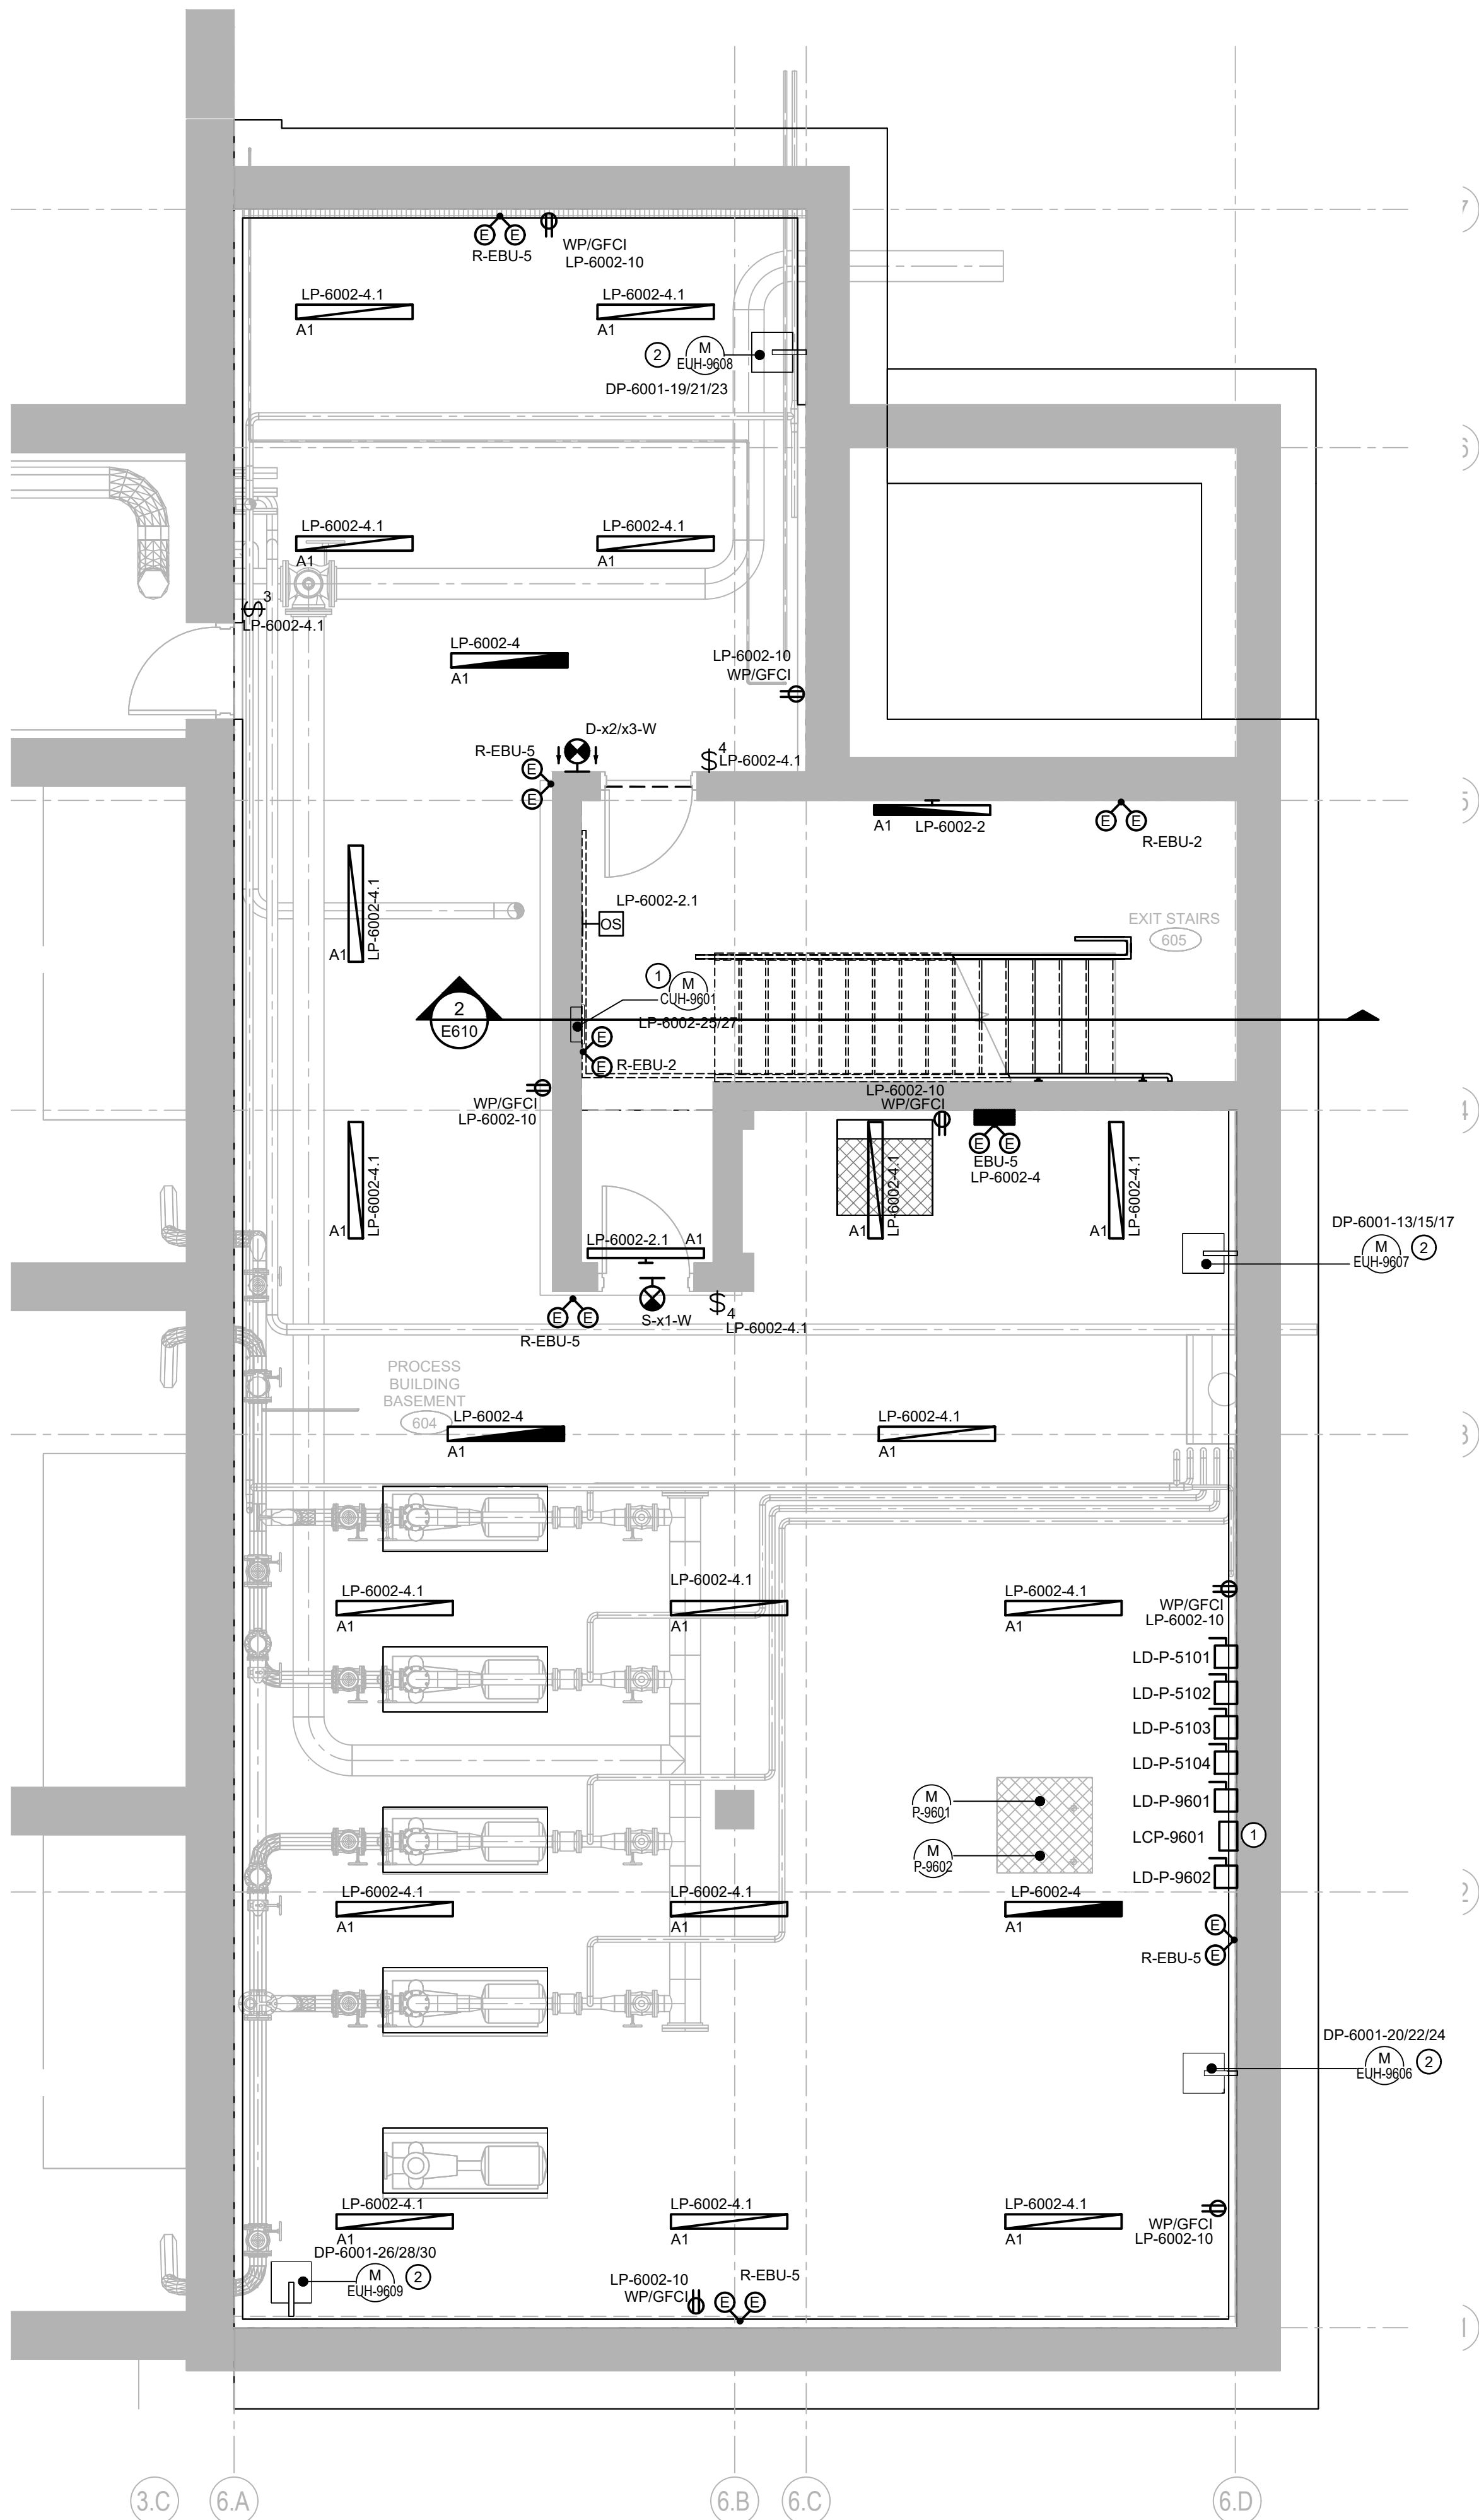 E E
R-EBU-5
WP/GFCI
LP-6002-10
LP-6002-4.1
A1
LP-6002-4.1
A1
2
M
EUH-9608
DP-6001-19/21/23
LP-6002-4.1
A1
LP-6002-4.1
A1
3
LP-6002-4.1
LP-6002-4
A1
LP-6002-10
WP/GFCI
D-x2/x3-W
R-EBU-5
E
E
$ 4
LP-6002-4.1
A1
LP-6002-2
E E
R-EBU-2
LP-6002-4.1
A1
LP-6002-2.1
OS
EXIT STAIRS
605
1
M
CUH-9601
LP-6002-25/27
2
E610
E
E
R-EBU-2
WP/GFCI
LP-6002-10
LP-6002-10
WP/GFCI
E E
EBU-5
LP-6002-4
LP-6002-4.1
A1
LP-6002-4.1
A1
LP-6002-4.1
A1
DP-6001-13/15/17
M
EUH-9607
2
LP-6002-2.1
A1
E E
R-EBU-5
S-x1-W
$ 4
LP-6002-4.1
PROCESS
BUILDING
BASEMENT
604
LP-6002-4
A1
LP-6002-4.1
A1
LP-6002-4.1
A1
LP-6002-4.1
A1
LP-6002-4.1
A1
WP/GFCI
LP-6002-10
LD-P-5101
LD-P-5102
LD-P-5103
LD-P-5104
LD-P-9601
LCP-9601
1
LD-P-9602
M
P-9601
M
P-9602
LP-6002-4.1
A1
LP-6002-4.1
A1
LP-6002-4
A1
E
E
R-EBU-5
DP-6001-20/22/24
M
EUH-9606
2
LP-6002-4.1
A1
LP-6002-4.1
A1
LP-6002-4.1
A1
WP/GFCI
LP-6002-10
DP-6001-26/28/30
M
EUH-9609
2
LP-6002-10
WP/GFCI
R-EBU-5
E E
3.C
6.A
6.B
6.C
6.D